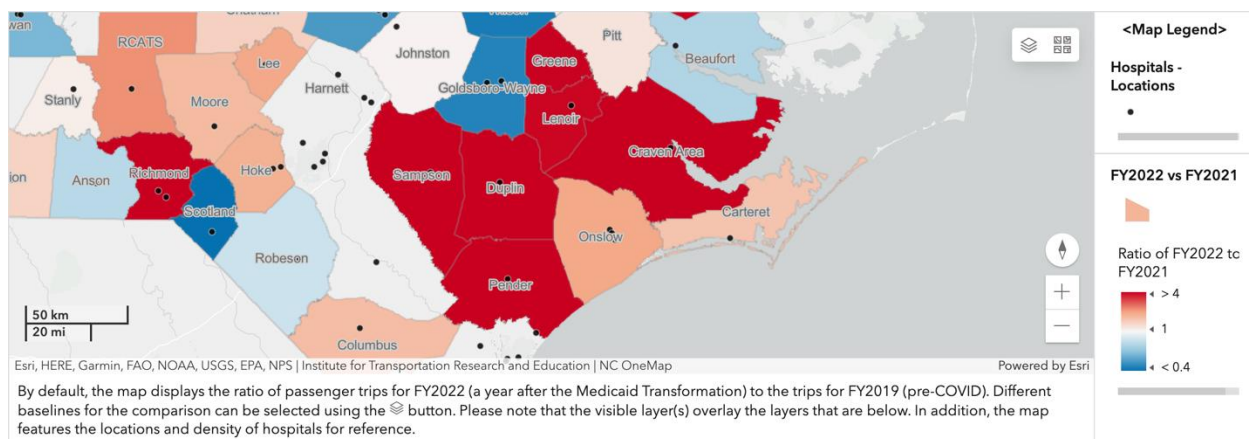 Chatham
wan
RCATS
Johnston
Wilson
Pitt
Beaufort
Greene
Lee
Harnett
Goldsboro-Wayne
Stanly
Moore
Lenoir
Craven Area
ion
Anson
Richmond
Hoke
Sampson
Duplin
Scotland
Carteret
Onslow
Robeson
Pender
Columbus
50 km
20 mi
Esri, HERE, Garmin, FAO, NOAA, USGS, EPA, NPS | Institute for Transportation Research and Education | NC OneMap
Powered by Esri
<Map Legend>
Hospitals -
Locations
FY2022 vs FY2021
Ratio of FY2022 tc
FY2021
> 4
1
< 0.4
By default, the map displays the ratio of passenger trips for FY2022 (a year after the Medicaid Transformation) to the trips for FY2019 (pre-COVID). Different
baselines for the comparison can be selected using the button. Please note that the visible layer(s) overlay the layers that are below. In addition, the map
features the locations and density of hospitals for reference.